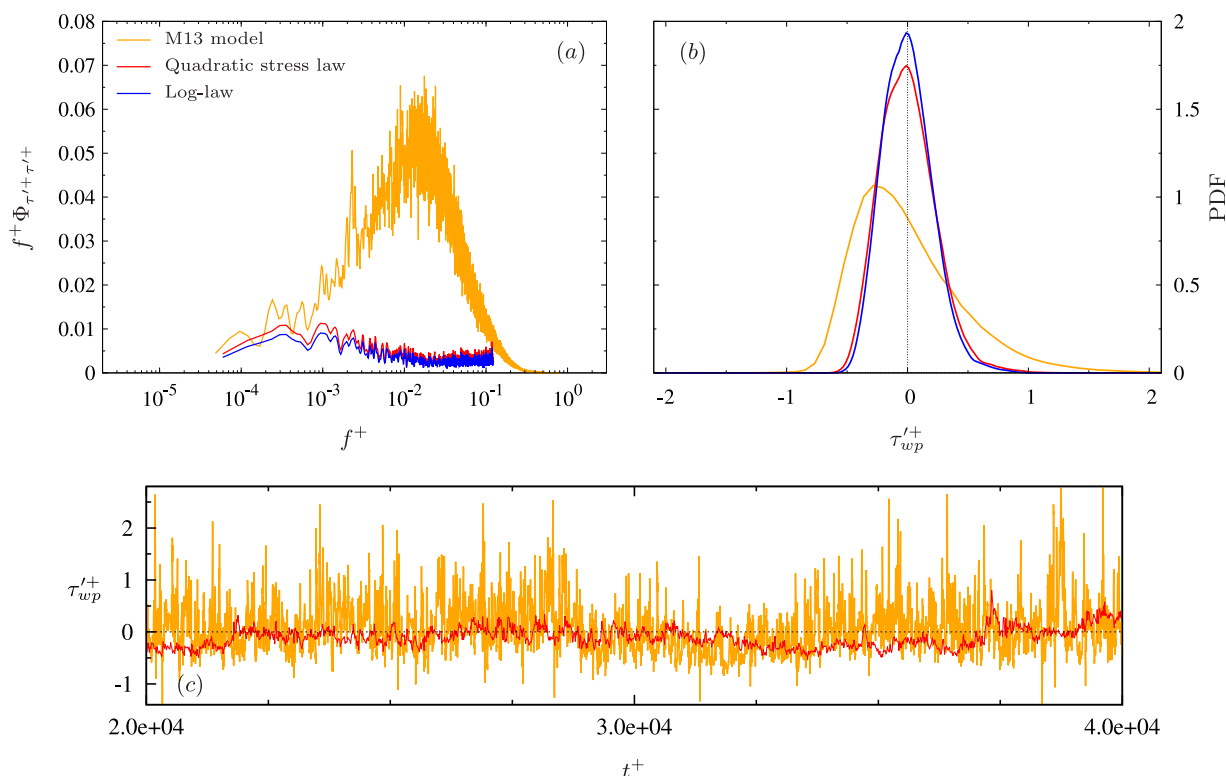 0.08
0.07
0.06
0.05
0.04
0.03
0.02
0.01
0
M13 model
Quadratic stress law
Log-law
(a)
f⁺Φτ′⁺τ′⁺
10⁻⁵ 10⁻⁴ 10⁻³ 10⁻² 10⁻¹ 10⁰
f⁺
(b)
2
1.5
1
0.5
0
PDF
-2 -1 0 1 2
τ′⁺wp
2
1
0
-1
τ′⁺wp
(c)
2.0e+04 3.0e+04 4.0e+04
t⁺